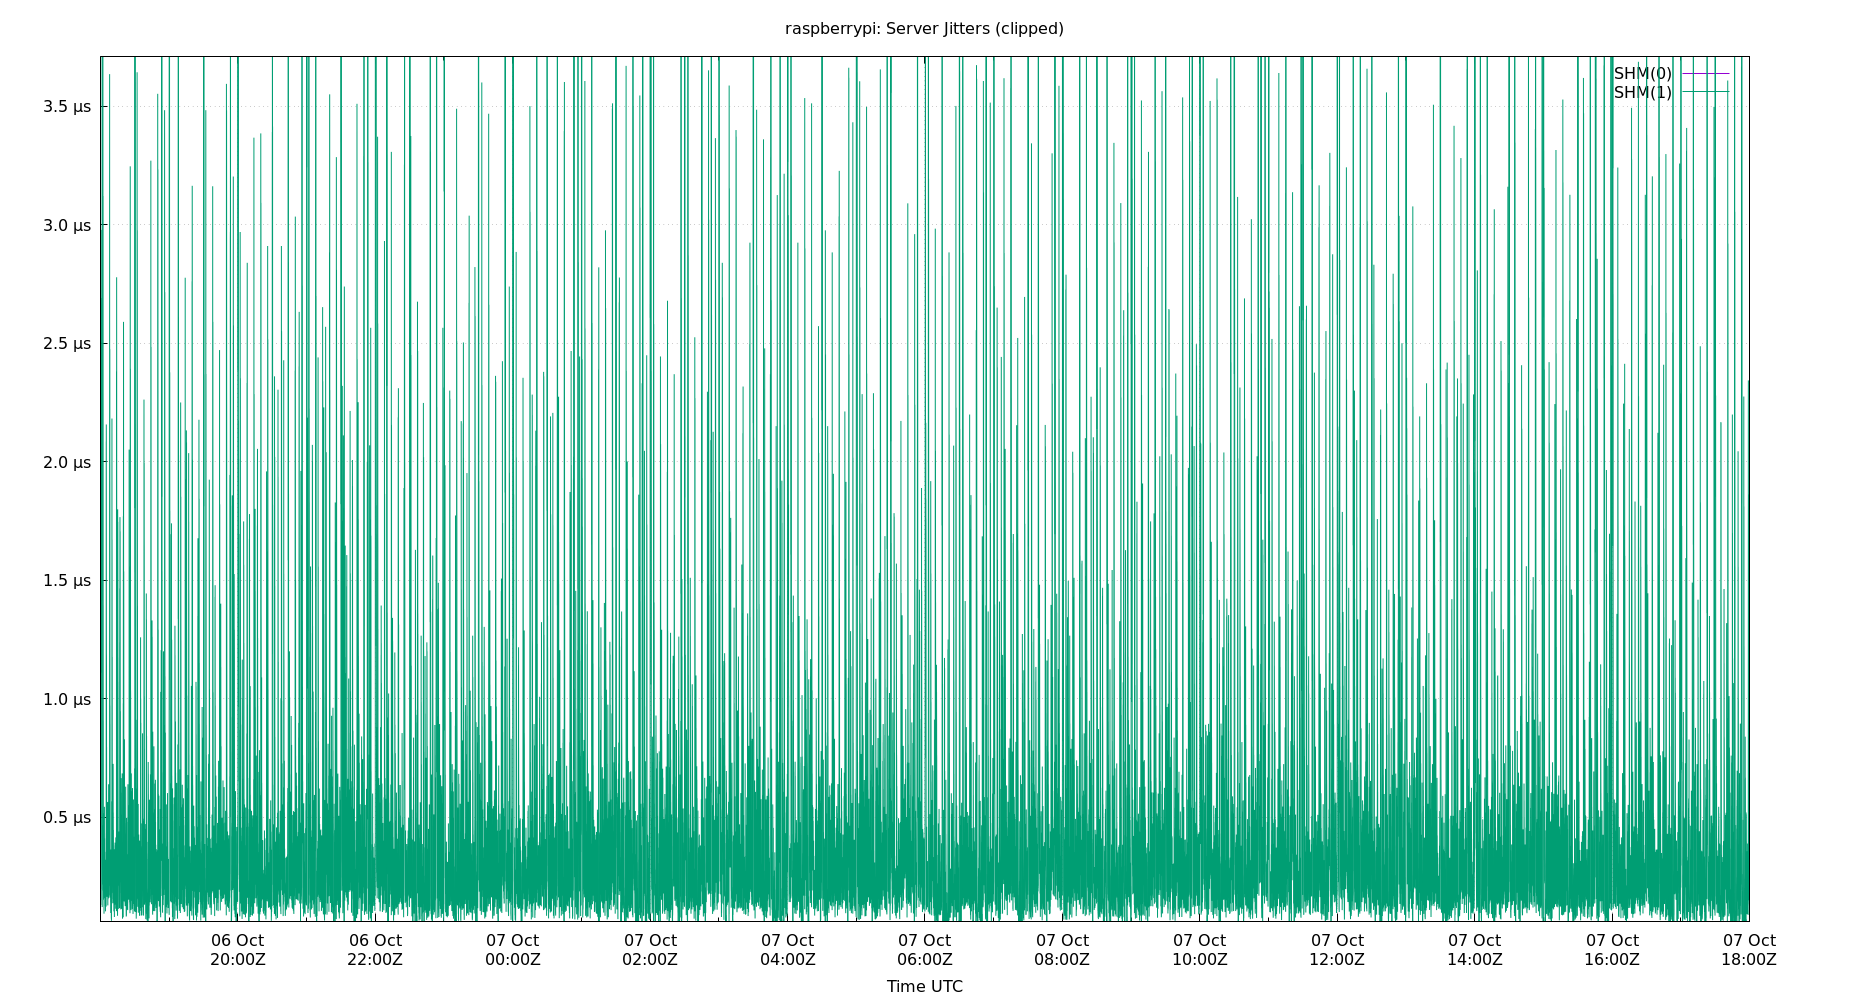 raspberrypi: Server Jitters (clipped)
SHM(0)
SHM(1)
3.5 µs
3.0 µs
2.5 µs
2.0 µs
1.5 µs
1.0 µs
0.5 µs
06 Oct 06 Oct 07 Oct 07 Oct 07 Oct 07 Oct 07 Oct 07 Oct 07 Oct 07 Oct 07 Oct 07 Oct
20:00Z 22:00Z 00:00Z 02:00Z 04:00Z 06:00Z 08:00Z 10:00Z 12:00Z 14:00Z 16:00Z 18:00Z
Time UTC